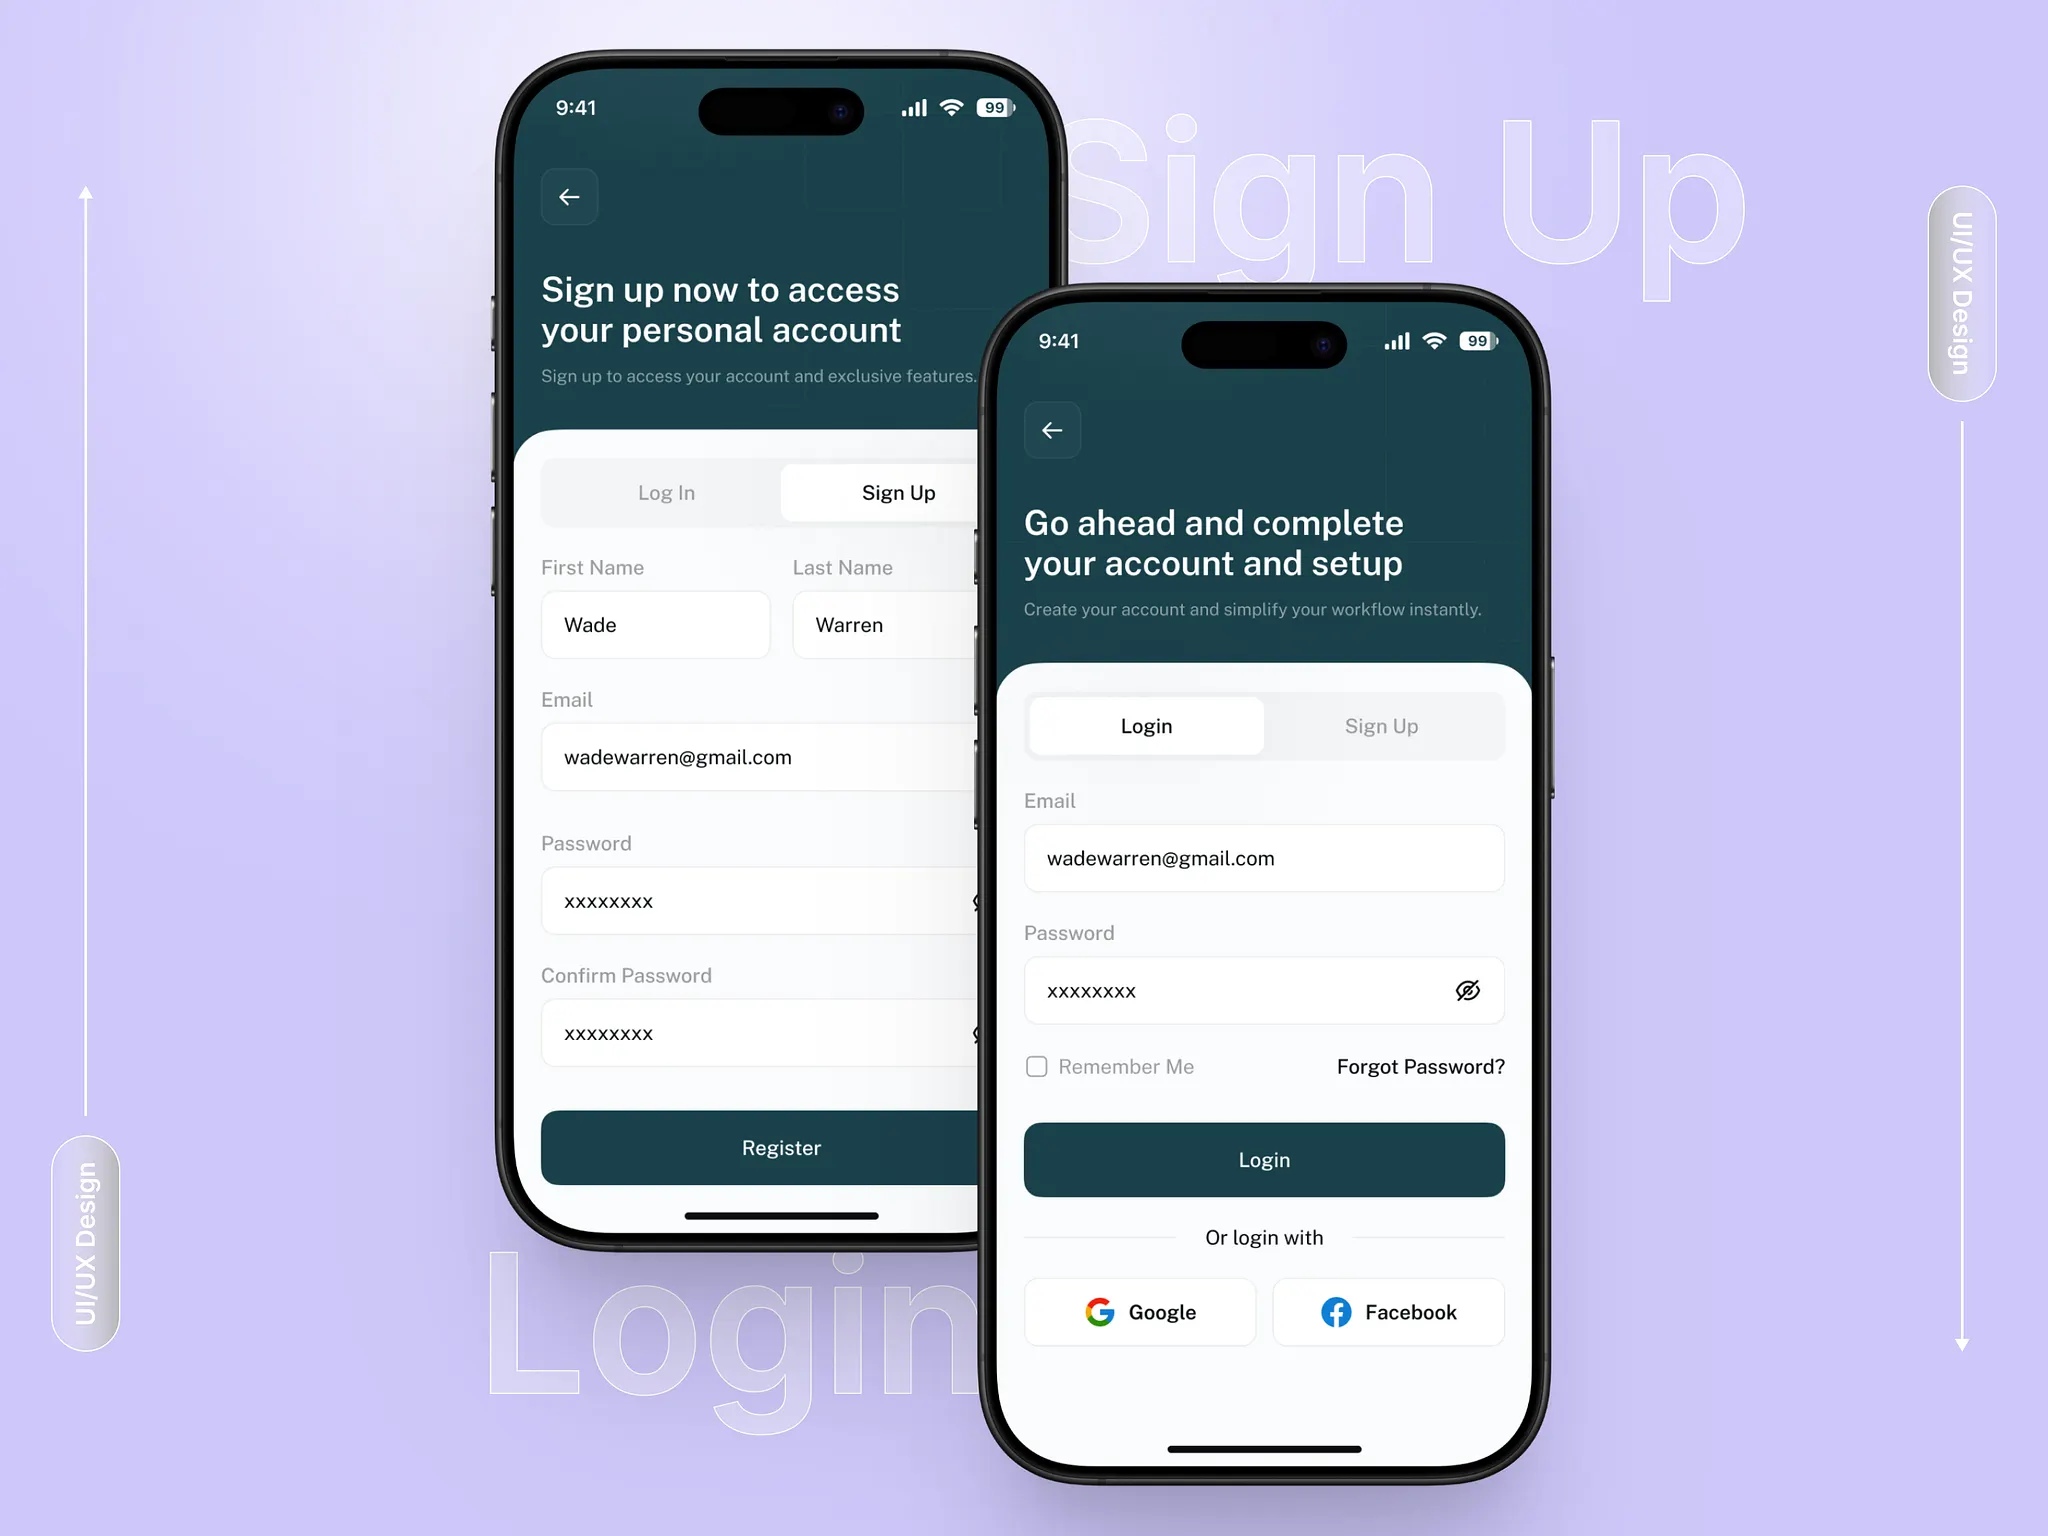 9:41
99
Sign up now to access
your personal account
Sign up to access your account and exclusive features.
Log In
Sign Up
First Name
Last Name
Wade
Warren
Email
wadewarren@gmail.com
Password
xxxxxxxx
Confirm Password
xxxxxxxx
Register
Sign Up
UI/UX Design
9:41
99
Go ahead and complete
your account and setup
Create your account and simplify your workflow instantly.
Login
Sign Up
Email
wadewarren@gmail.com
Password
xxxxxxxx
Remember Me
Forgot Password?
Login
Or login with
Google
Facebook
UI/UX Design
Login